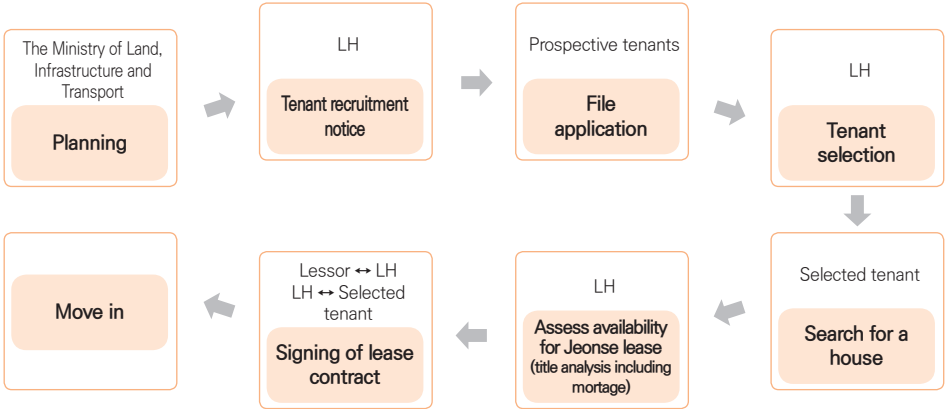 The Ministry of Land,
Infrastructure and
Transport
Planning
LH
Tenant recruitment
notice
Prospective tenants
File
application
LH
Tenant
selection
Selected tenant
Search for a
house
LH
Assess availability
for Jeonse lease
(title analysis including
mortage)
Lessor ↔ LH
LH ↔ Selected
tenant
Signing of lease
contract
Move in